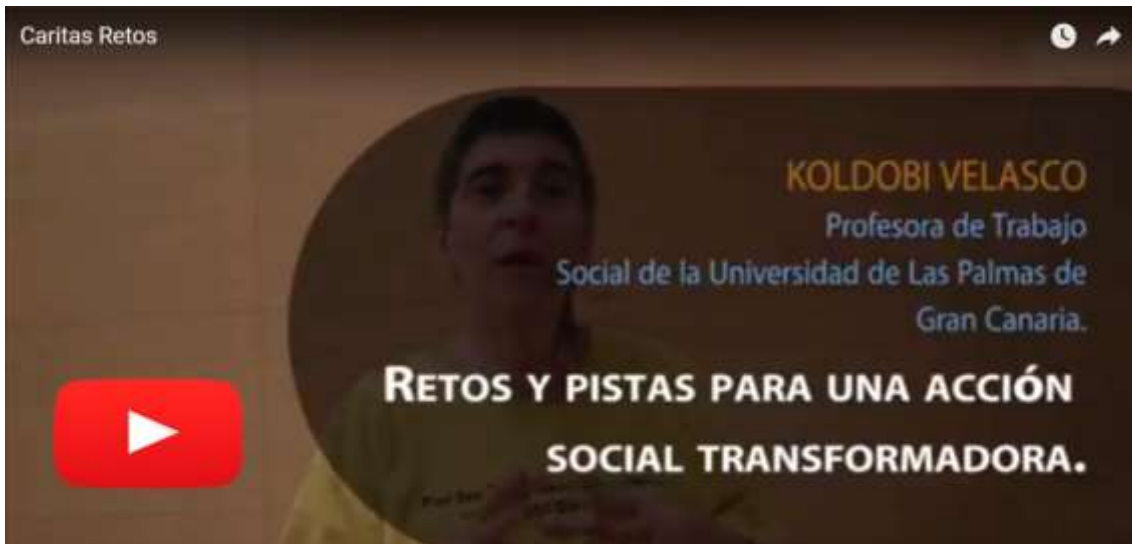 Caritas Retos
KOLDOBI VELASCO
Profesora de Trabajo
Social de la Universidad de Las Palmas de
Gran Canaria.
RETOS Y PISTAS PARA UNA ACCIÓN
SOCIAL TRANSFORMADORA.